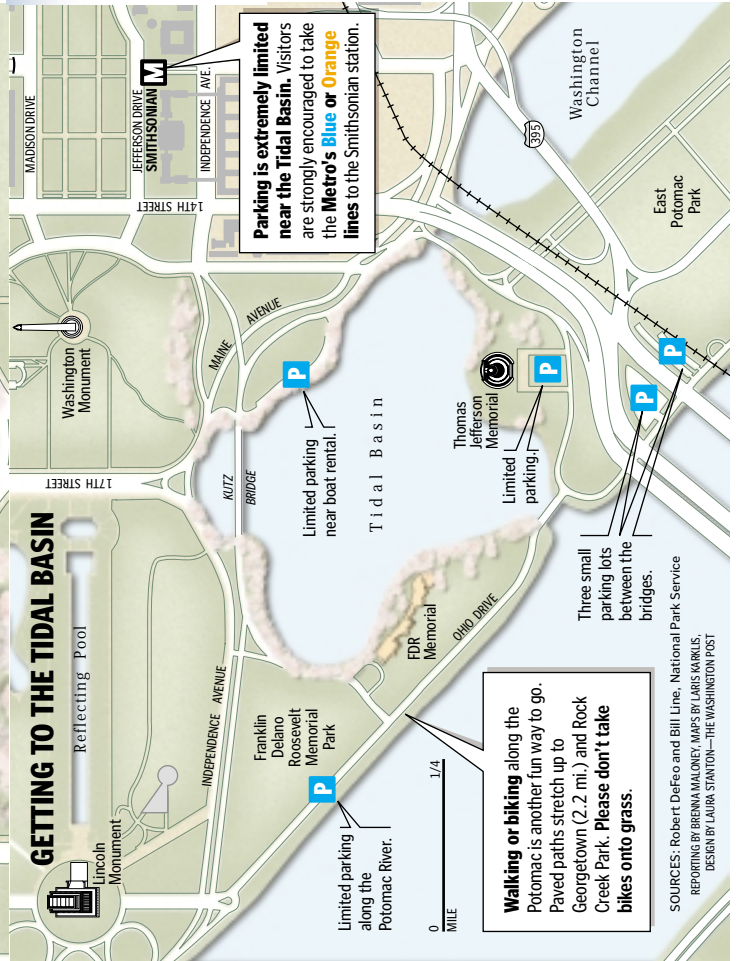 GETTING TO THE TIDAL BASIN
Reflecting Pool
Lincoln
Monument
INDEPENDENCE AVENUE
17TH STREET
Washington
Monument
MADISON DRIVE
JEFFERSON DRIVE
SMITHSONIAN
M
INDEPENDENCE AVE.
14TH STREET
Parking is extremely limited
near the Tidal Basin. Visitors
are strongly encouraged to take
the Metro's Blue or Orange
lines to the Smithsonian station.
MAINE AVENUE
KUTZ
BRIDGE
P
Limited parking
near boat rental.
Tidal Basin
Franklin
Delano
Roosevelt
Memorial
Park
P
Limited parking
along the
Potomac River.
FDR
Memorial
OHIO DRIVE
Thomas
Jefferson
Memorial
Limited
parking.
P
Washington
Channel
395
East
Potomac
Park
P
P
Three small
parking lots
between the
bridges.
0 1/4
MILE
Walking or biking along the
Potomac is another fun way to go.
Paved paths stretch up to
Georgetown (2.2 mi.) and Rock
Creek Park. Please don't take
bikes onto grass.
SOURCES: Robert DeFeo and Bill Line, National Park Service
REPORTING BY BRENNA MALONEY, MAPS BY LARIS KARKLIS,
DESIGN BY LAURA STANTON—THE WASHINGTON POST